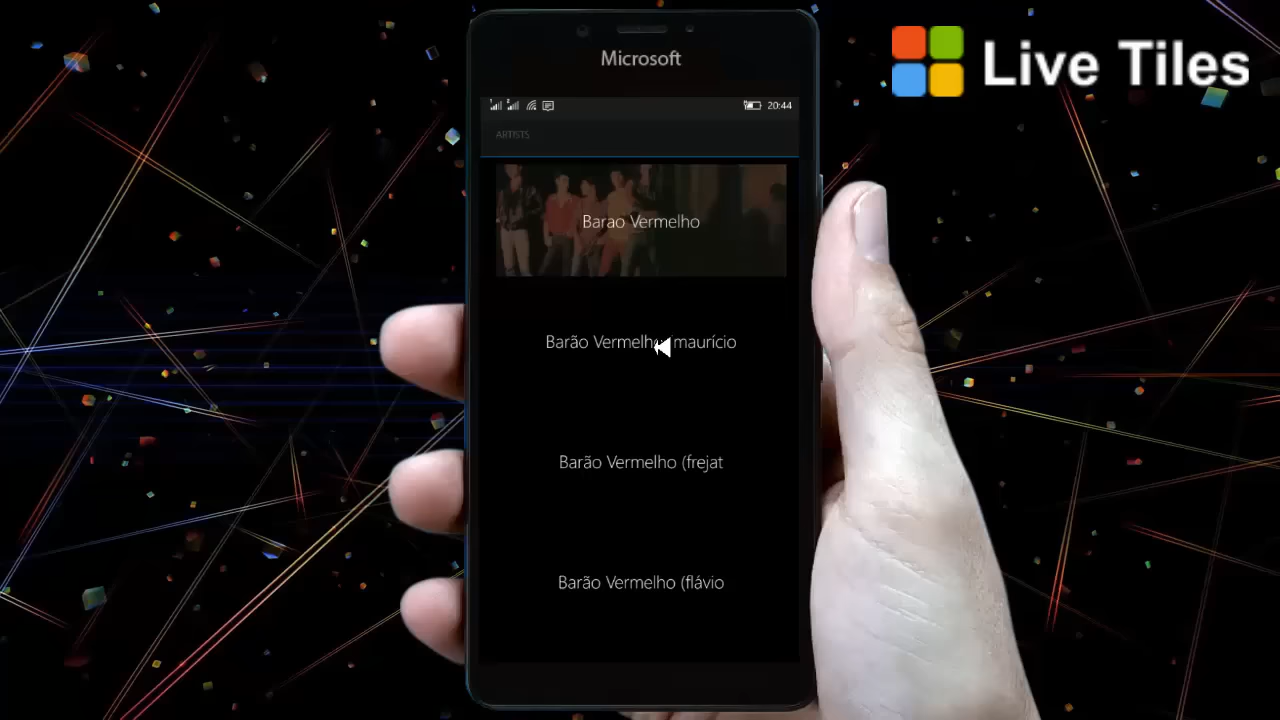 Live Tiles
Microsoft
20:44
ARTISTS
Barao Vermelho
Barão Vermelho (maurício
Barão Vermelho (frejat
Barão Vermelho (flávio